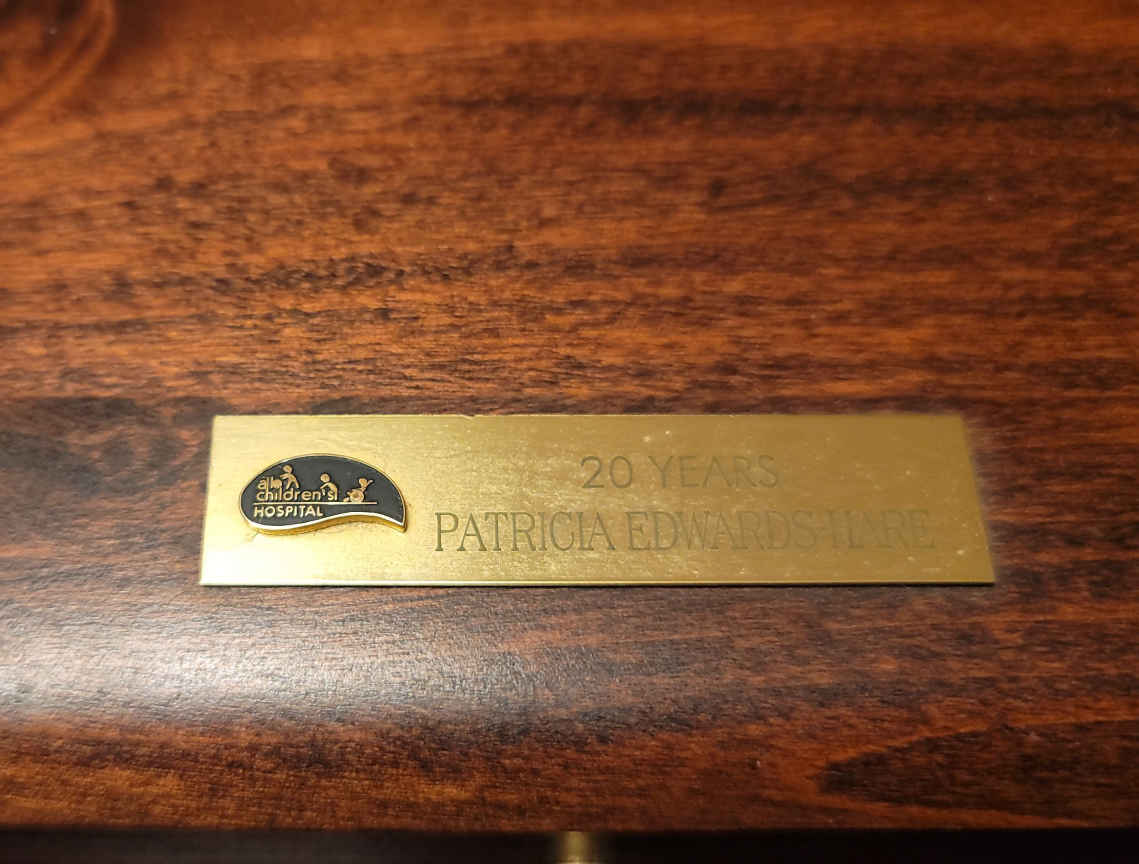 all
children's
HOSPITAL
20 YEARS
PATRICIA EDWARDS-HARE